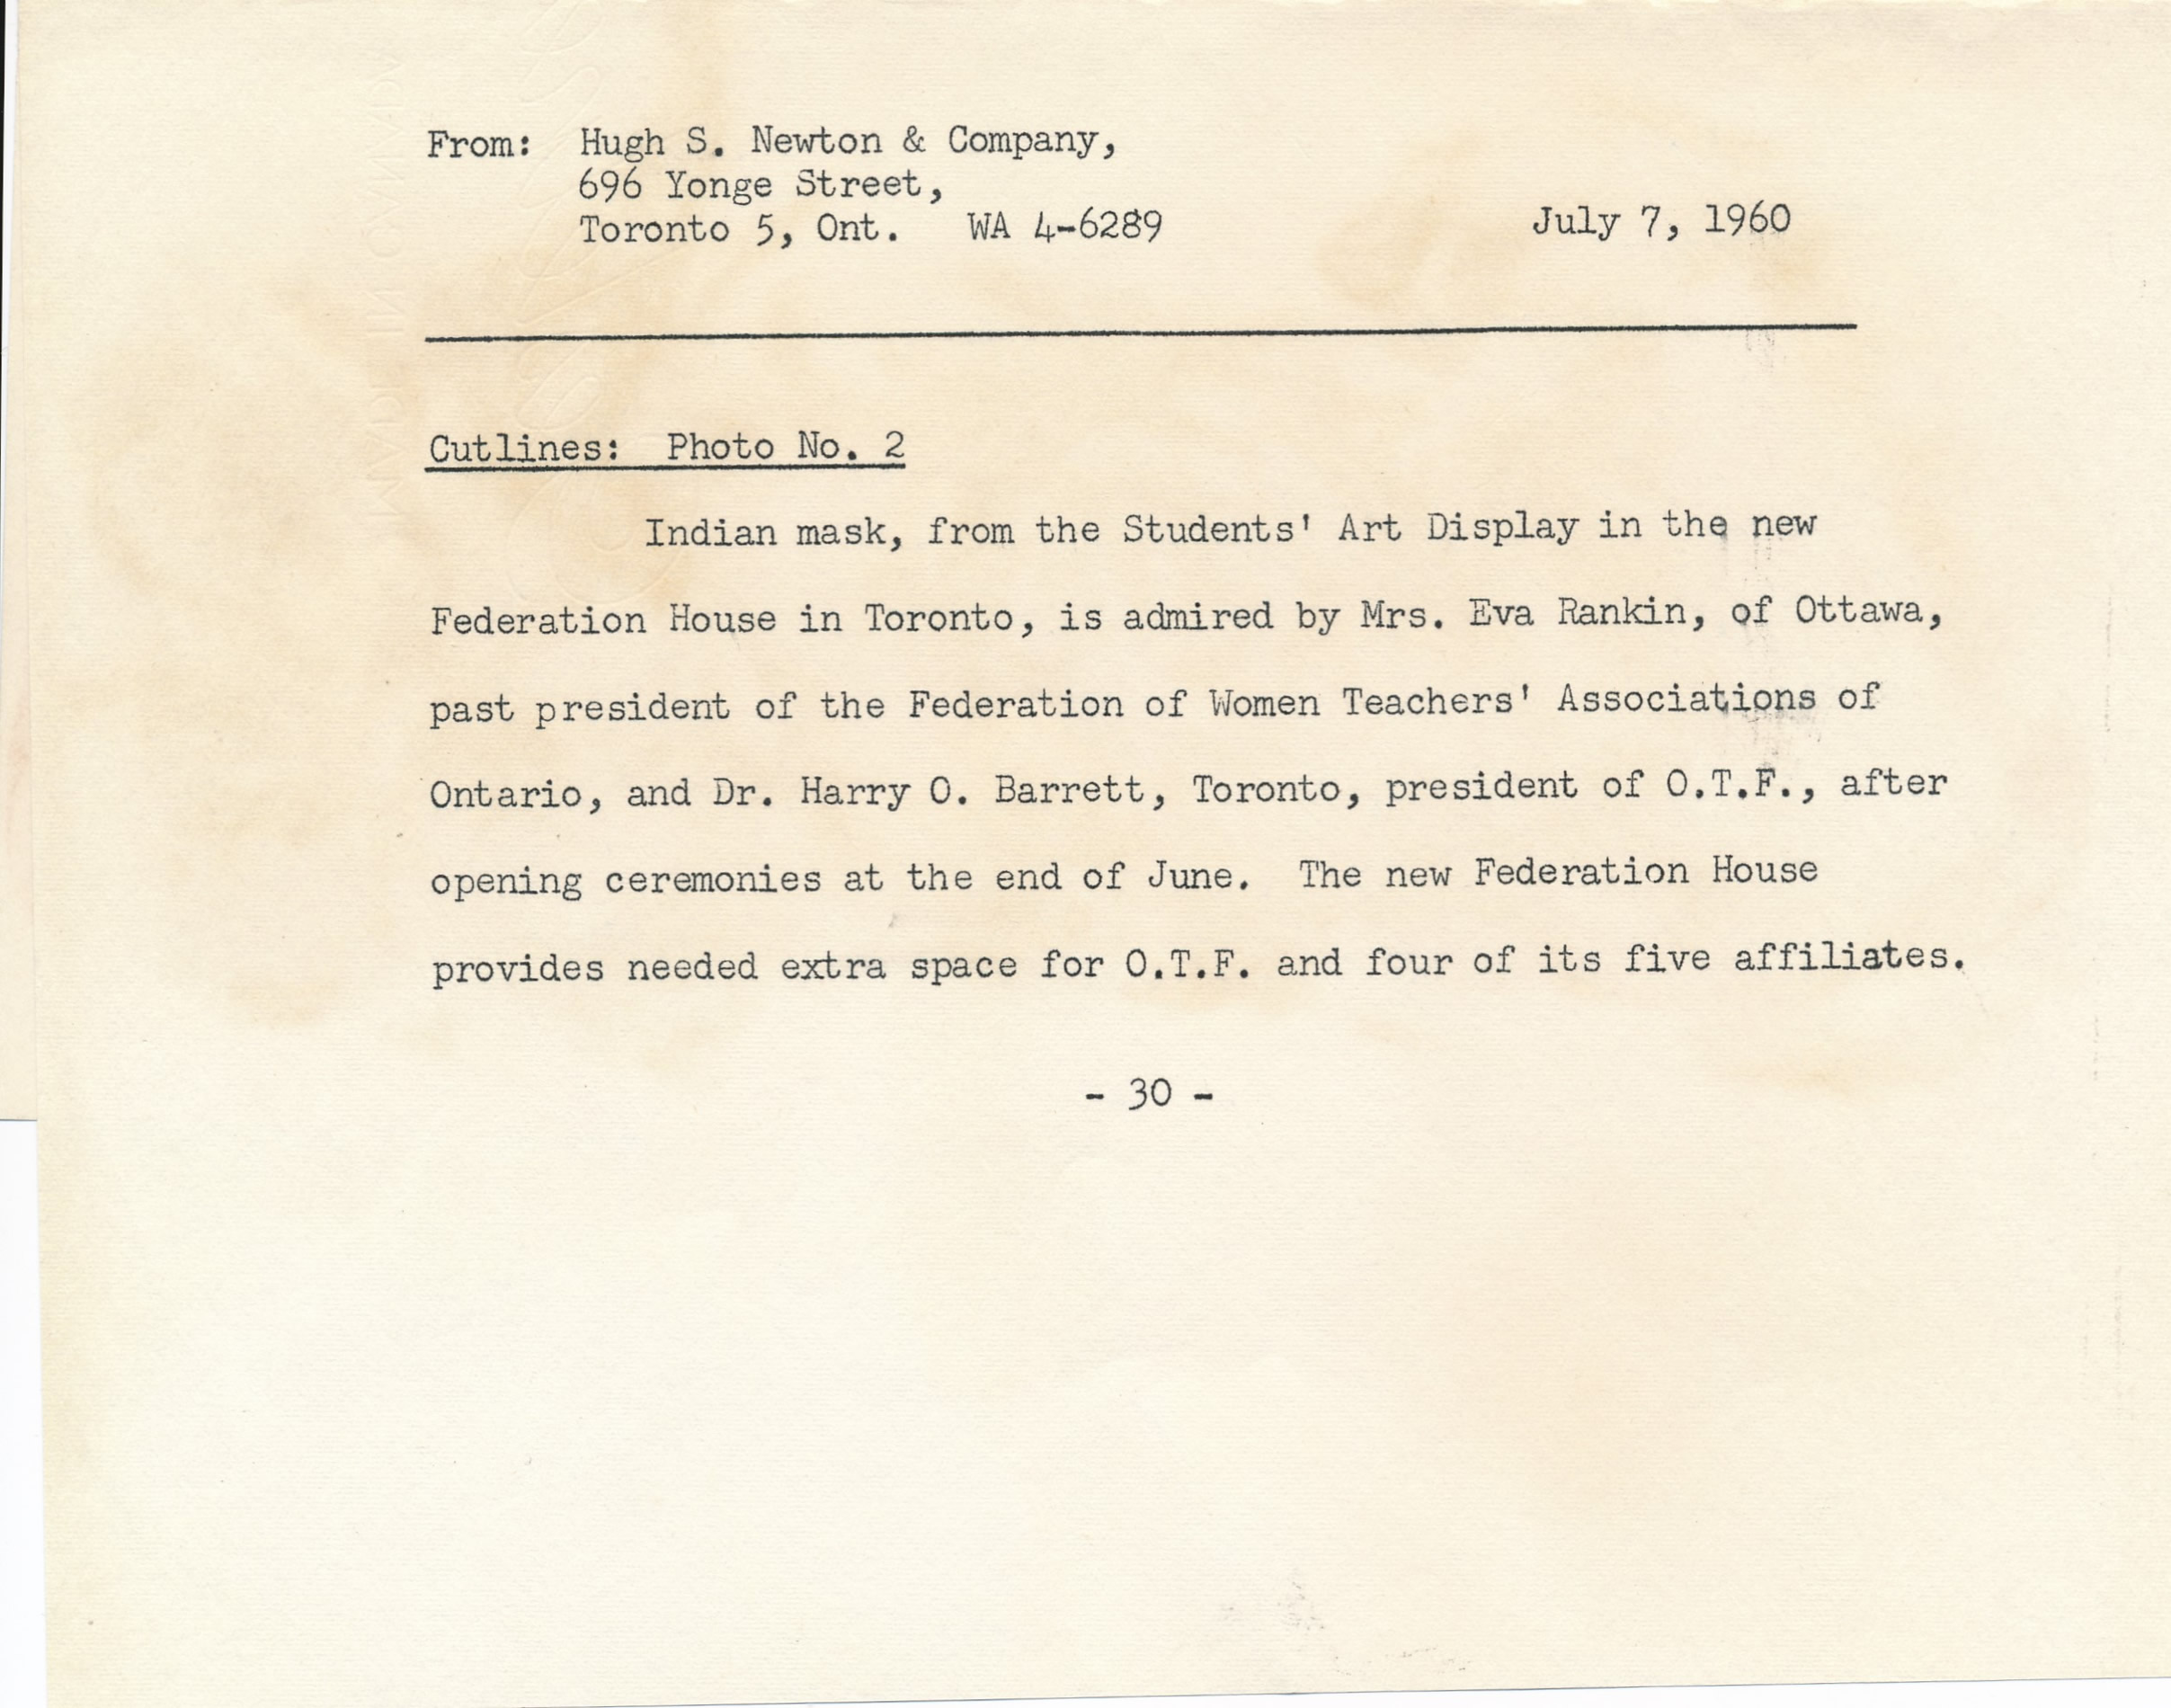 From: Hugh S. Newton & Company,
696 Yonge Street,
Toronto 5, Ont. WA 4-6289
July 7, 1960
Cutlines: Photo No. 2
Indian mask, from the Students' Art Display in the new
Federation House in Toronto, is admired by Mrs. Eva Rankin, of Ottawa,
past president of the Federation of Women Teachers' Associations of
Ontario, and Dr. Harry O. Barrett, Toronto, president of O.T.F., after
opening ceremonies at the end of June. The new Federation House
provides needed extra space for O.T.F. and four of its five affiliates.
- 30 -